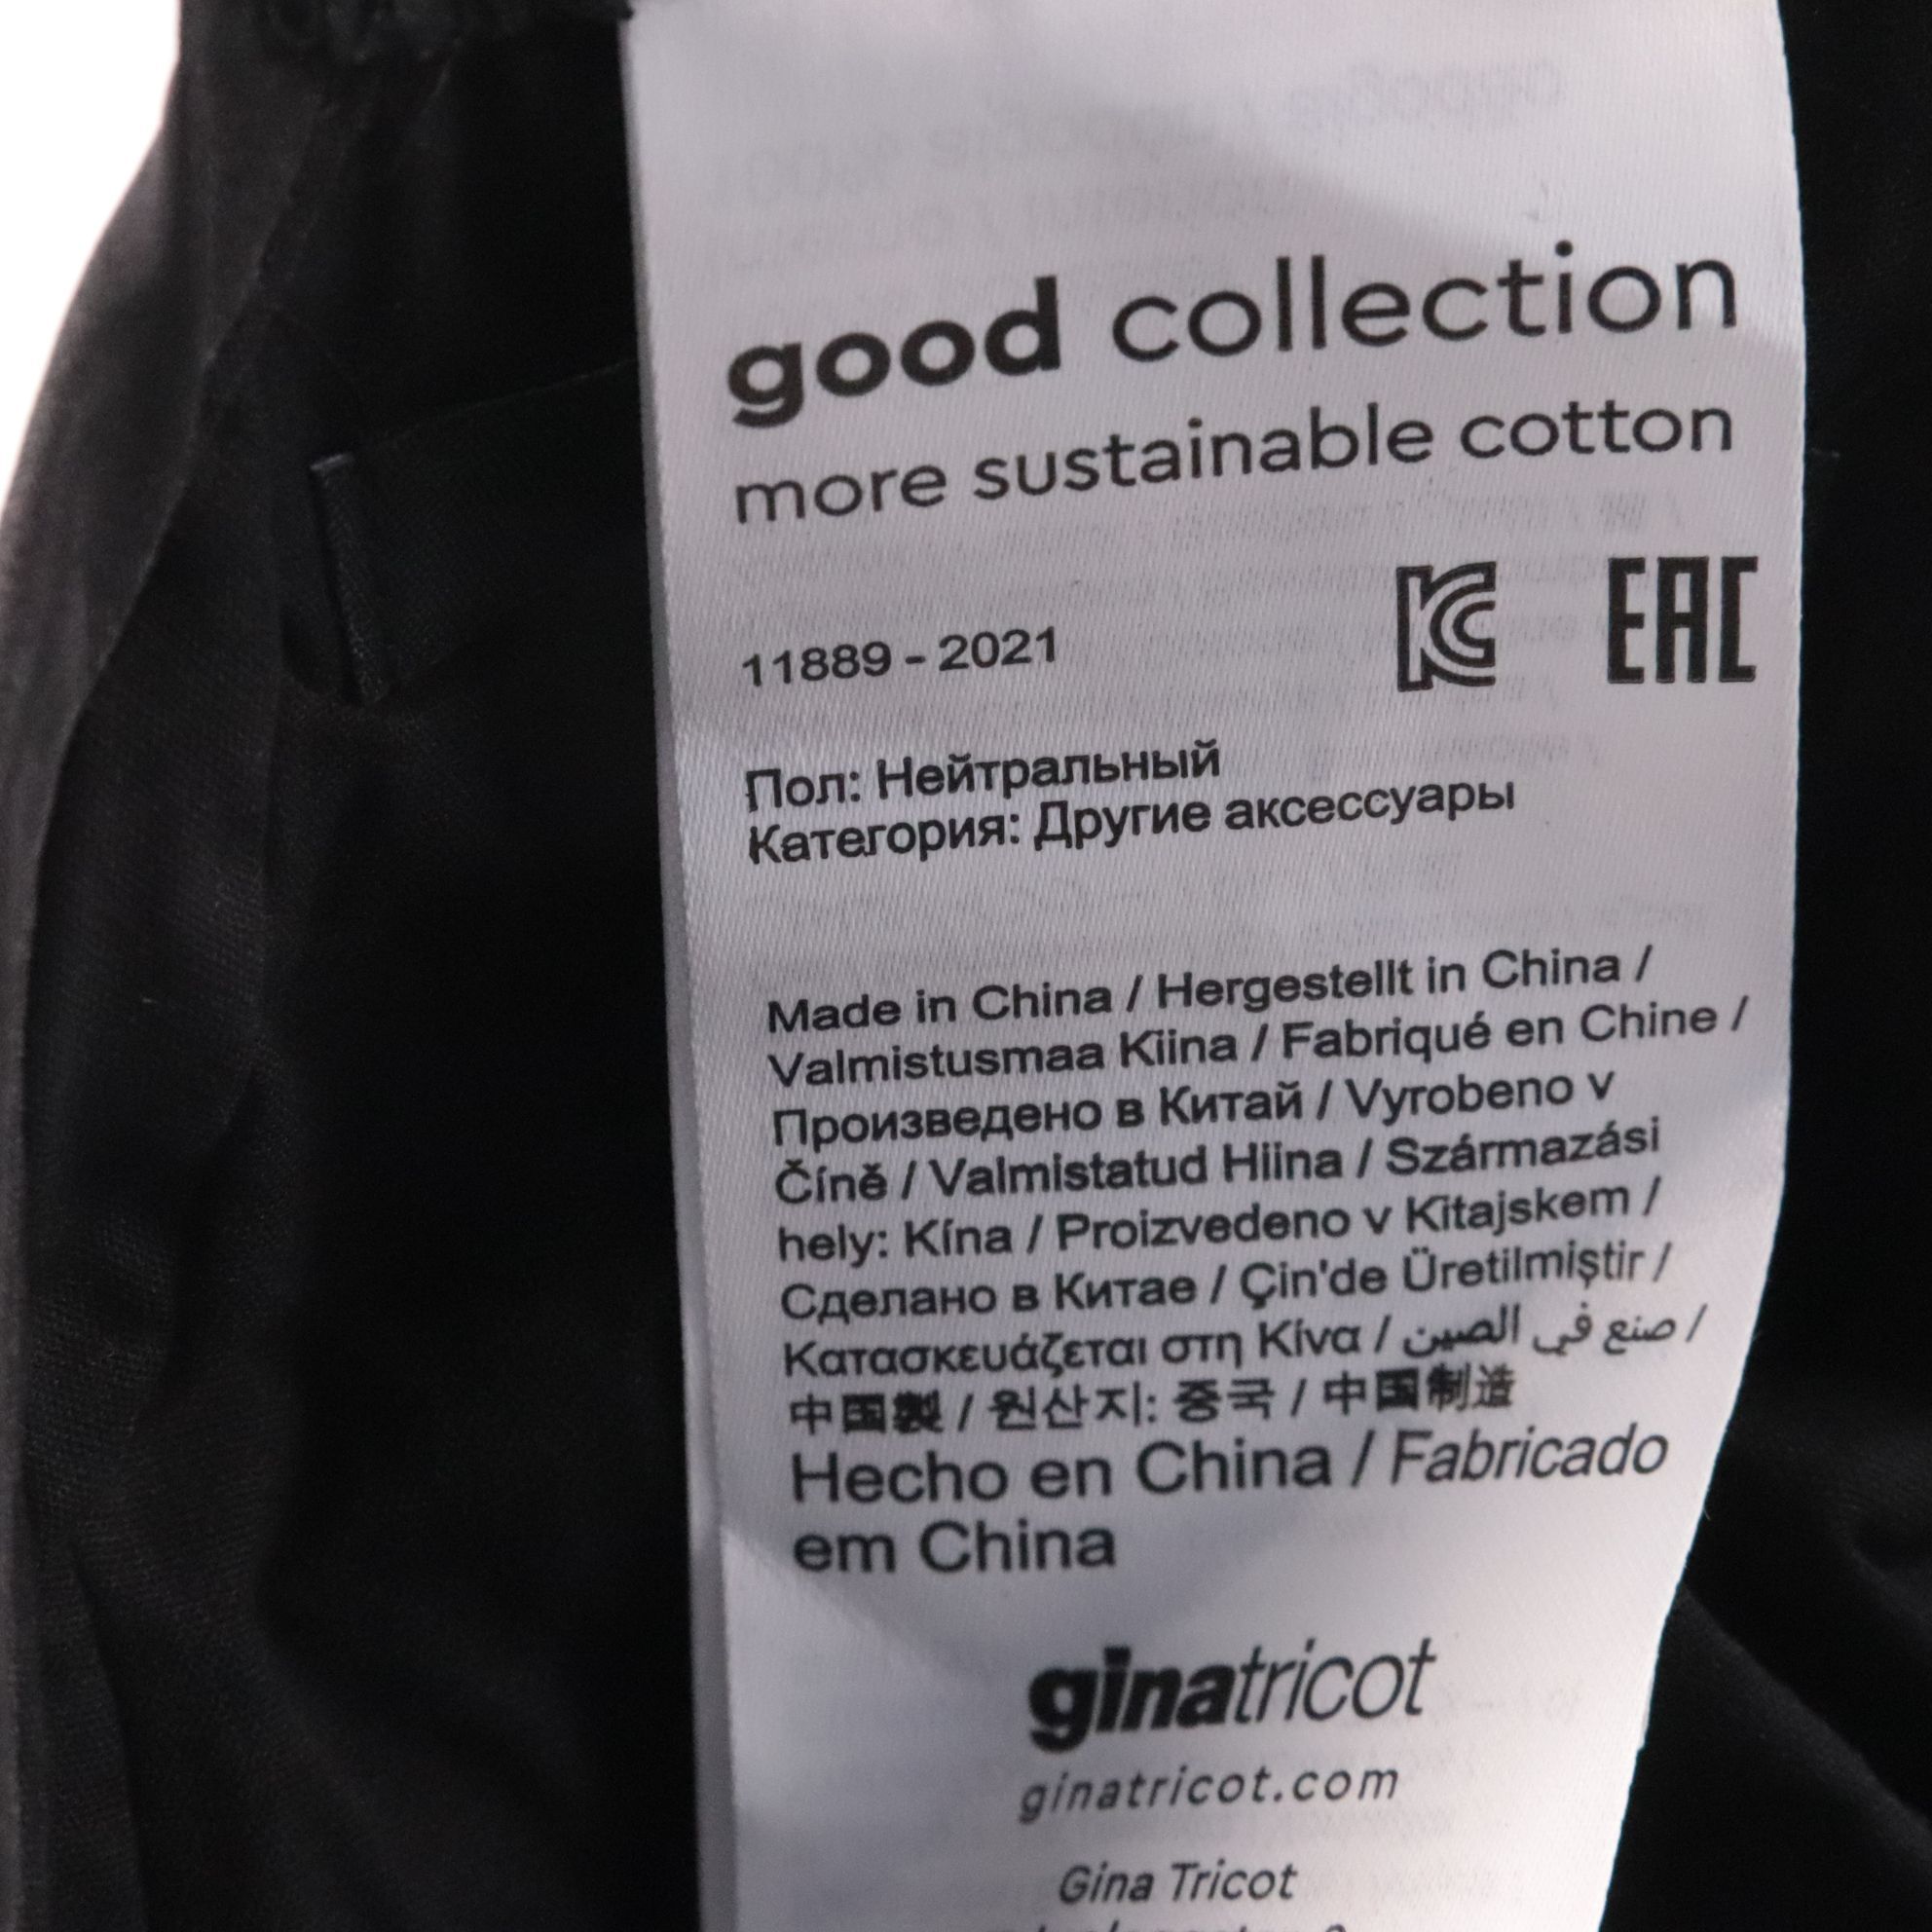 good collection
more sustainable cotton
KC EAC
11889 - 2021
Пол: Нейтральный
Категория: Другие аксессуары
Made in China / Hergestellt in China /
Valmistusmaa Kiina / Fabriqué en Chine /
Произведено в Китай / Vyrobeno v
Číně / Valmistatud Hiina / Származási
hely: Kína / Proizvedeno v Kitajskem /
Сделано в Китае / Çin'de Üretilmiştir /
Κατασκευάζεται στη Κίνα / صنع في الصين /
中国製 / 원산지: 중국 / 中国制造
Hecho en China / Fabricado
em China
ginatricot
ginatricot.com
Gina Tricot